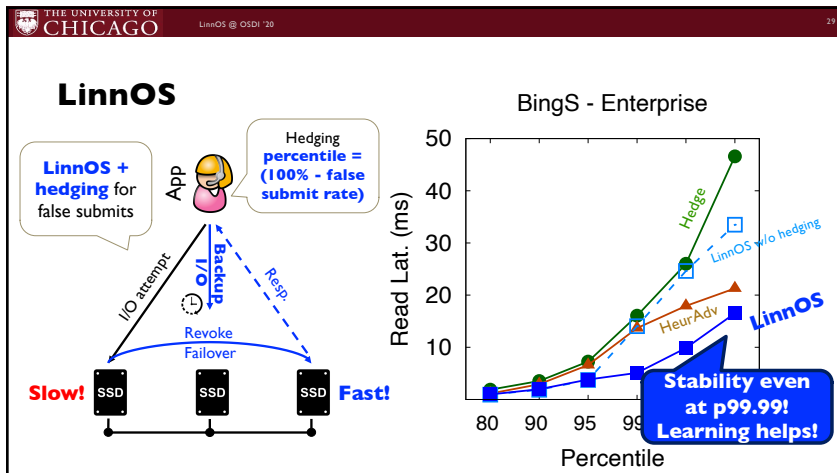 THE UNIVERSITY OF
CHICAGO
LinnOS @ OSDI '20
29
LinnOS
LinnOS +
hedging for
false submits
App
Hedging
percentile =
(100% - false
submit rate)
I/O attempt
Backup
I/O
Resp.
Revoke
Failover
Slow!
SSD
SSD
SSD
Fast!
BingS - Enterprise
Read Lat. (ms)
50
40
30
20
10
Hedge
LinnOS w/o hedging
HeurAdv
LinnOS
80
90
95
99
Percentile
Stability even
at p99.99!
Learning helps!